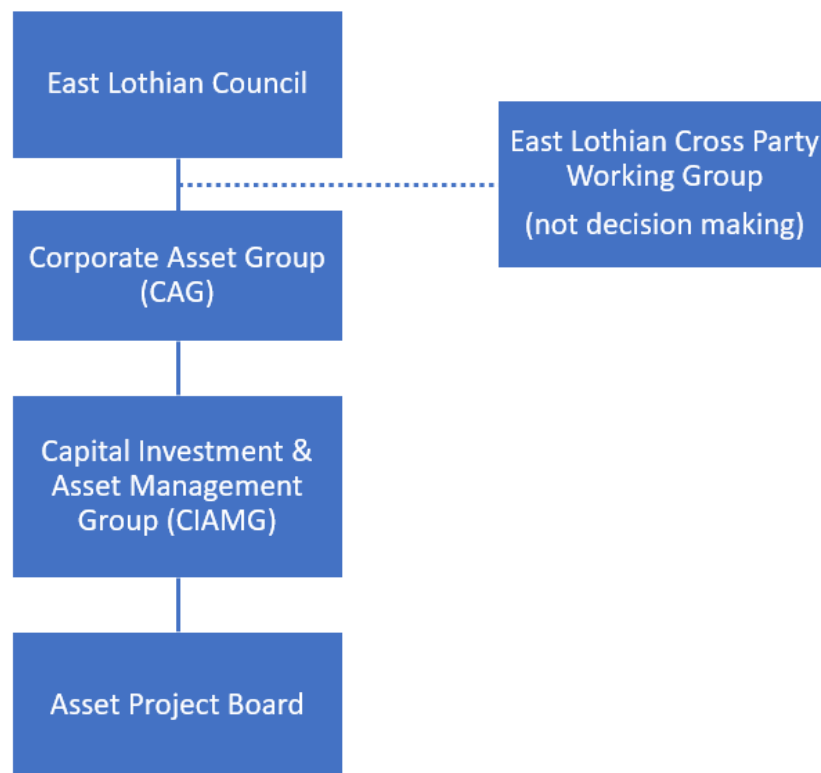 East Lothian Council
East Lothian Cross Party
Working Group
(not decision making)
Corporate Asset Group
(CAG)
Capital Investment &
Asset Management
Group (CIAMG)
Asset Project Board